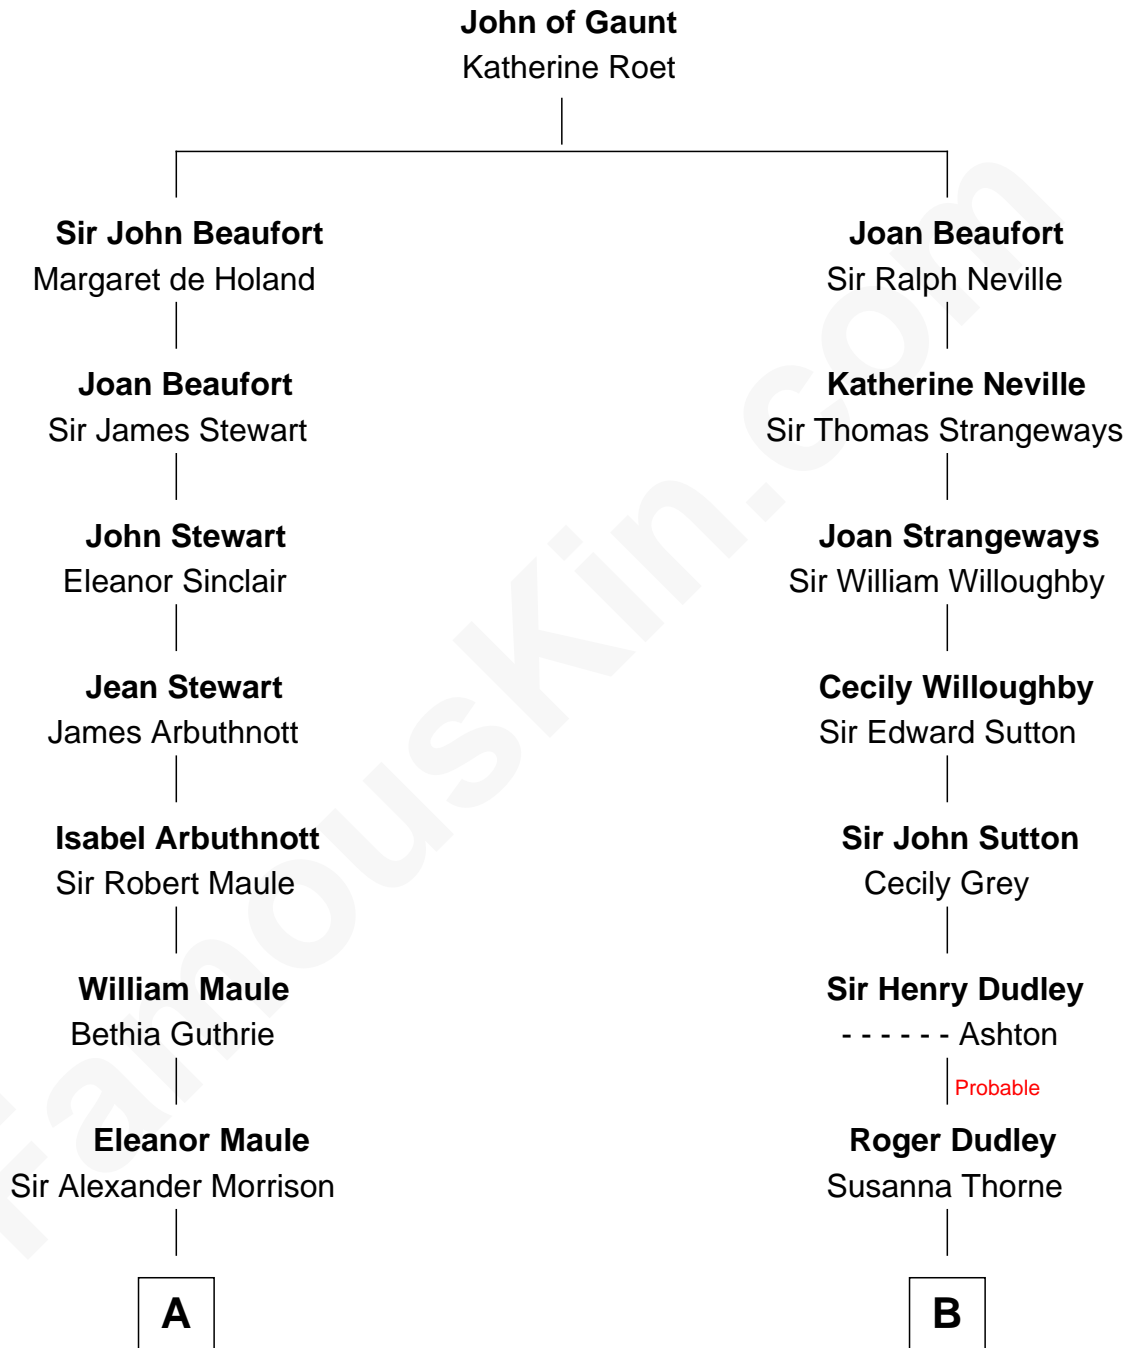 John of Gaunt
Katherine Roet
Sir John Beaufort
Margaret de Holand
Joan Beaufort
Sir James Stewart
John Stewart
Eleanor Sinclair
Jean Stewart
James Arbuthnott
Isabel Arbuthnott
Sir Robert Maule
William Maule
Bethia Guthrie
Eleanor Maule
Sir Alexander Morrison
A
Joan Beaufort
Sir Ralph Neville
Katherine Neville
Sir Thomas Strangeways
Joan Strangeways
Sir William Willoughby
Cecily Willoughby
Sir Edward Sutton
Sir John Sutton
Cecily Grey
Sir Henry Dudley
- - - - - - Ashton
Probable
Roger Dudley
Susanna Thorne
B
FamousKin.com